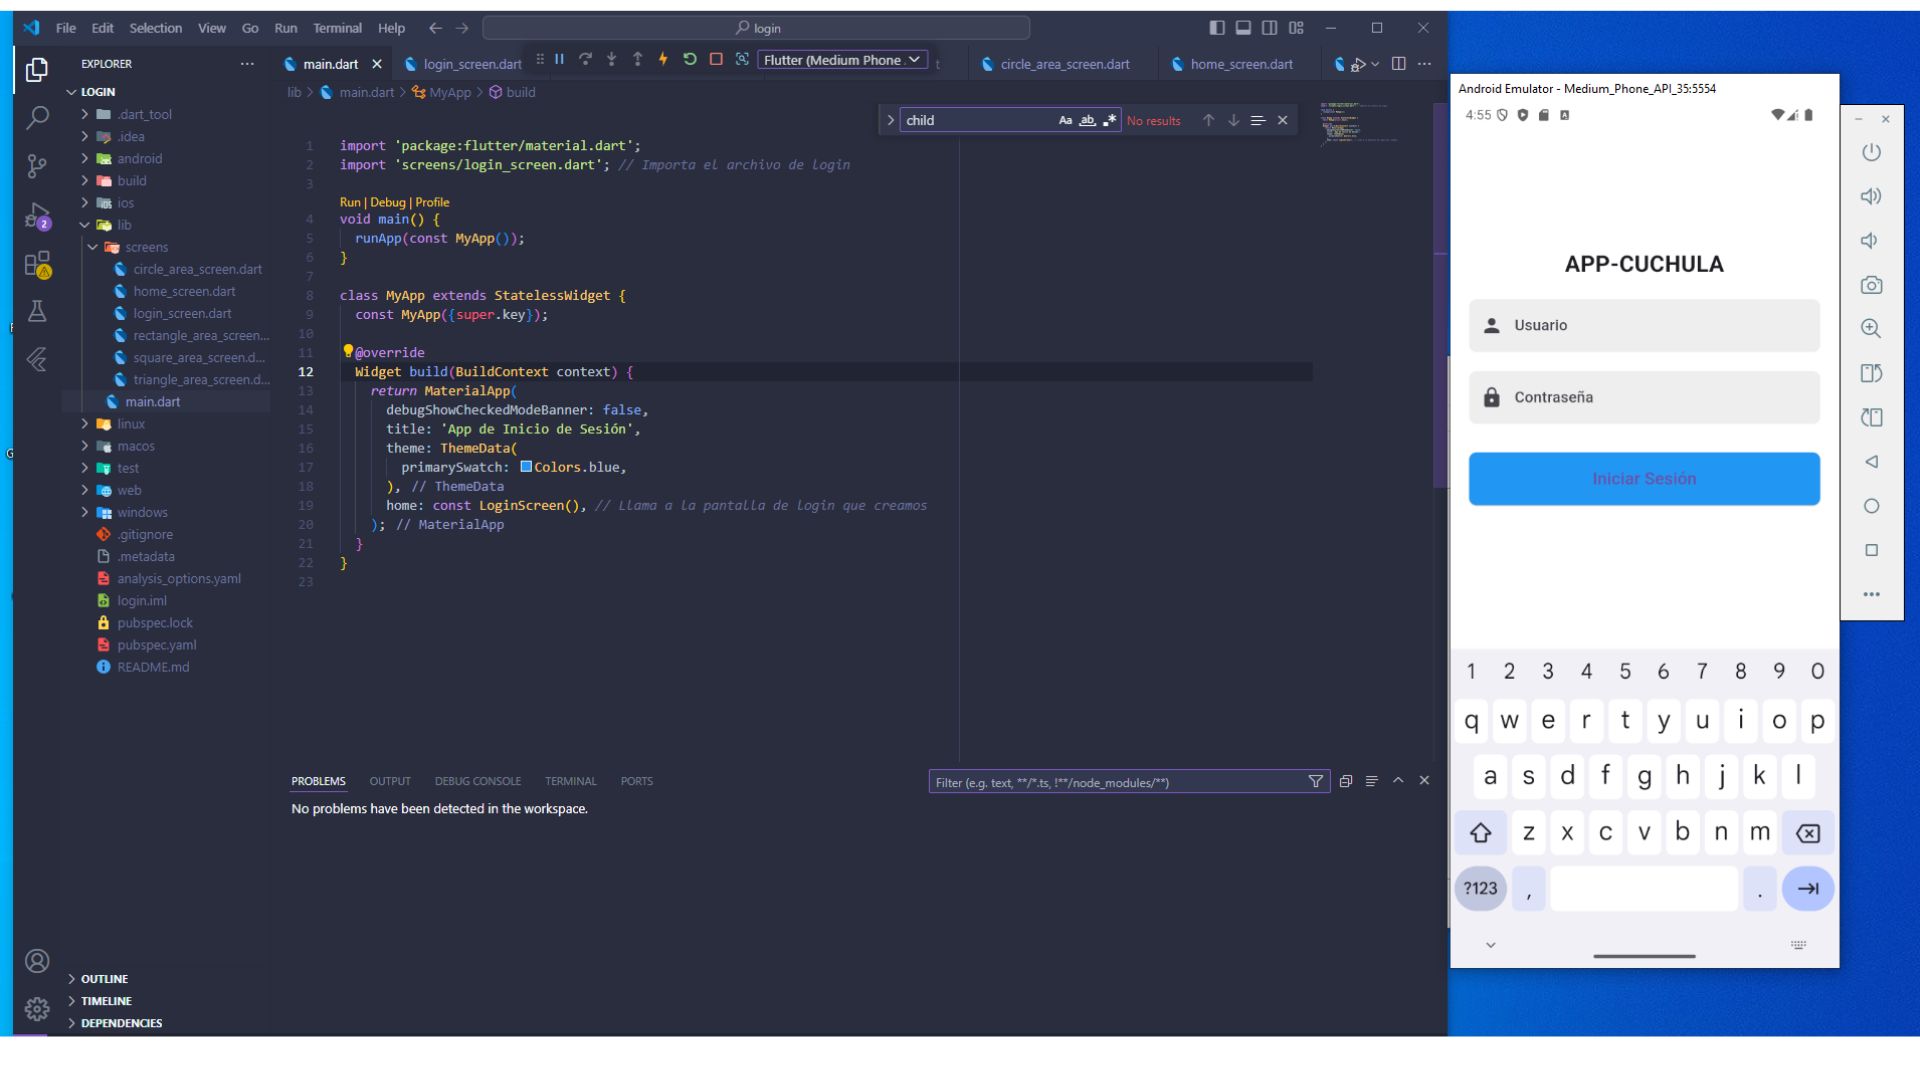 File Edit Selection View Go Run Terminal Help
login
EXPLORER
LOGIN
.dart_tool
.idea
android
build
ios
lib
screens
circle_area_screen.dart
home_screen.dart
login_screen.dart
rectangle_area_screen...
square_area_screen.d...
triangle_area_screen.d...
main.dart
linux
macos
test
web
windows
.gitignore
.metadata
analysis_options.yaml
login.iml
pubspec.lock
pubspec.yaml
README.md
OUTLINE
TIMELINE
DEPENDENCIES
2
main.dart
login_screen.dart
Flutter (Medium Phone
t
circle_area_screen.dart
home_screen.dart
lib > main.dart > MyApp > build
child
Aa
ab
No results
1 import 'package:flutter/material.dart';
2 import 'screens/login_screen.dart'; // Importa el archivo de login
3
Run | Debug | Profile
4 void main() {
5 runApp(const MyApp());
6 }
7
8 class MyApp extends StatelessWidget {
9 const MyApp({super.key});
10
11 @override
12 Widget build(BuildContext context) {
13 return MaterialApp(
14 debugShowCheckedModeBanner: false,
15 title: 'App de Inicio de Sesión',
16 theme: ThemeData(
17 primarySwatch: Colors.blue,
18 ), // ThemeData
19 home: const LoginScreen(), // Llama a la pantalla de login que creamos
20 ); // MaterialApp
21 }
22 }
23
PROBLEMS OUTPUT DEBUG CONSOLE TERMINAL PORTS
Filter (e.g. text, **/*.ts, !**/node_modules/**)
No problems have been detected in the workspace.
Android Emulator - Medium_Phone_API_35:5554
4:55
APP-CUCHULA
Usuario
Contraseña
Iniciar Sesión
1 2 3 4 5 6 7 8 9 0
q w e r t y u i o p
a s d f g h j k l
z x c v b n m
?123 , .